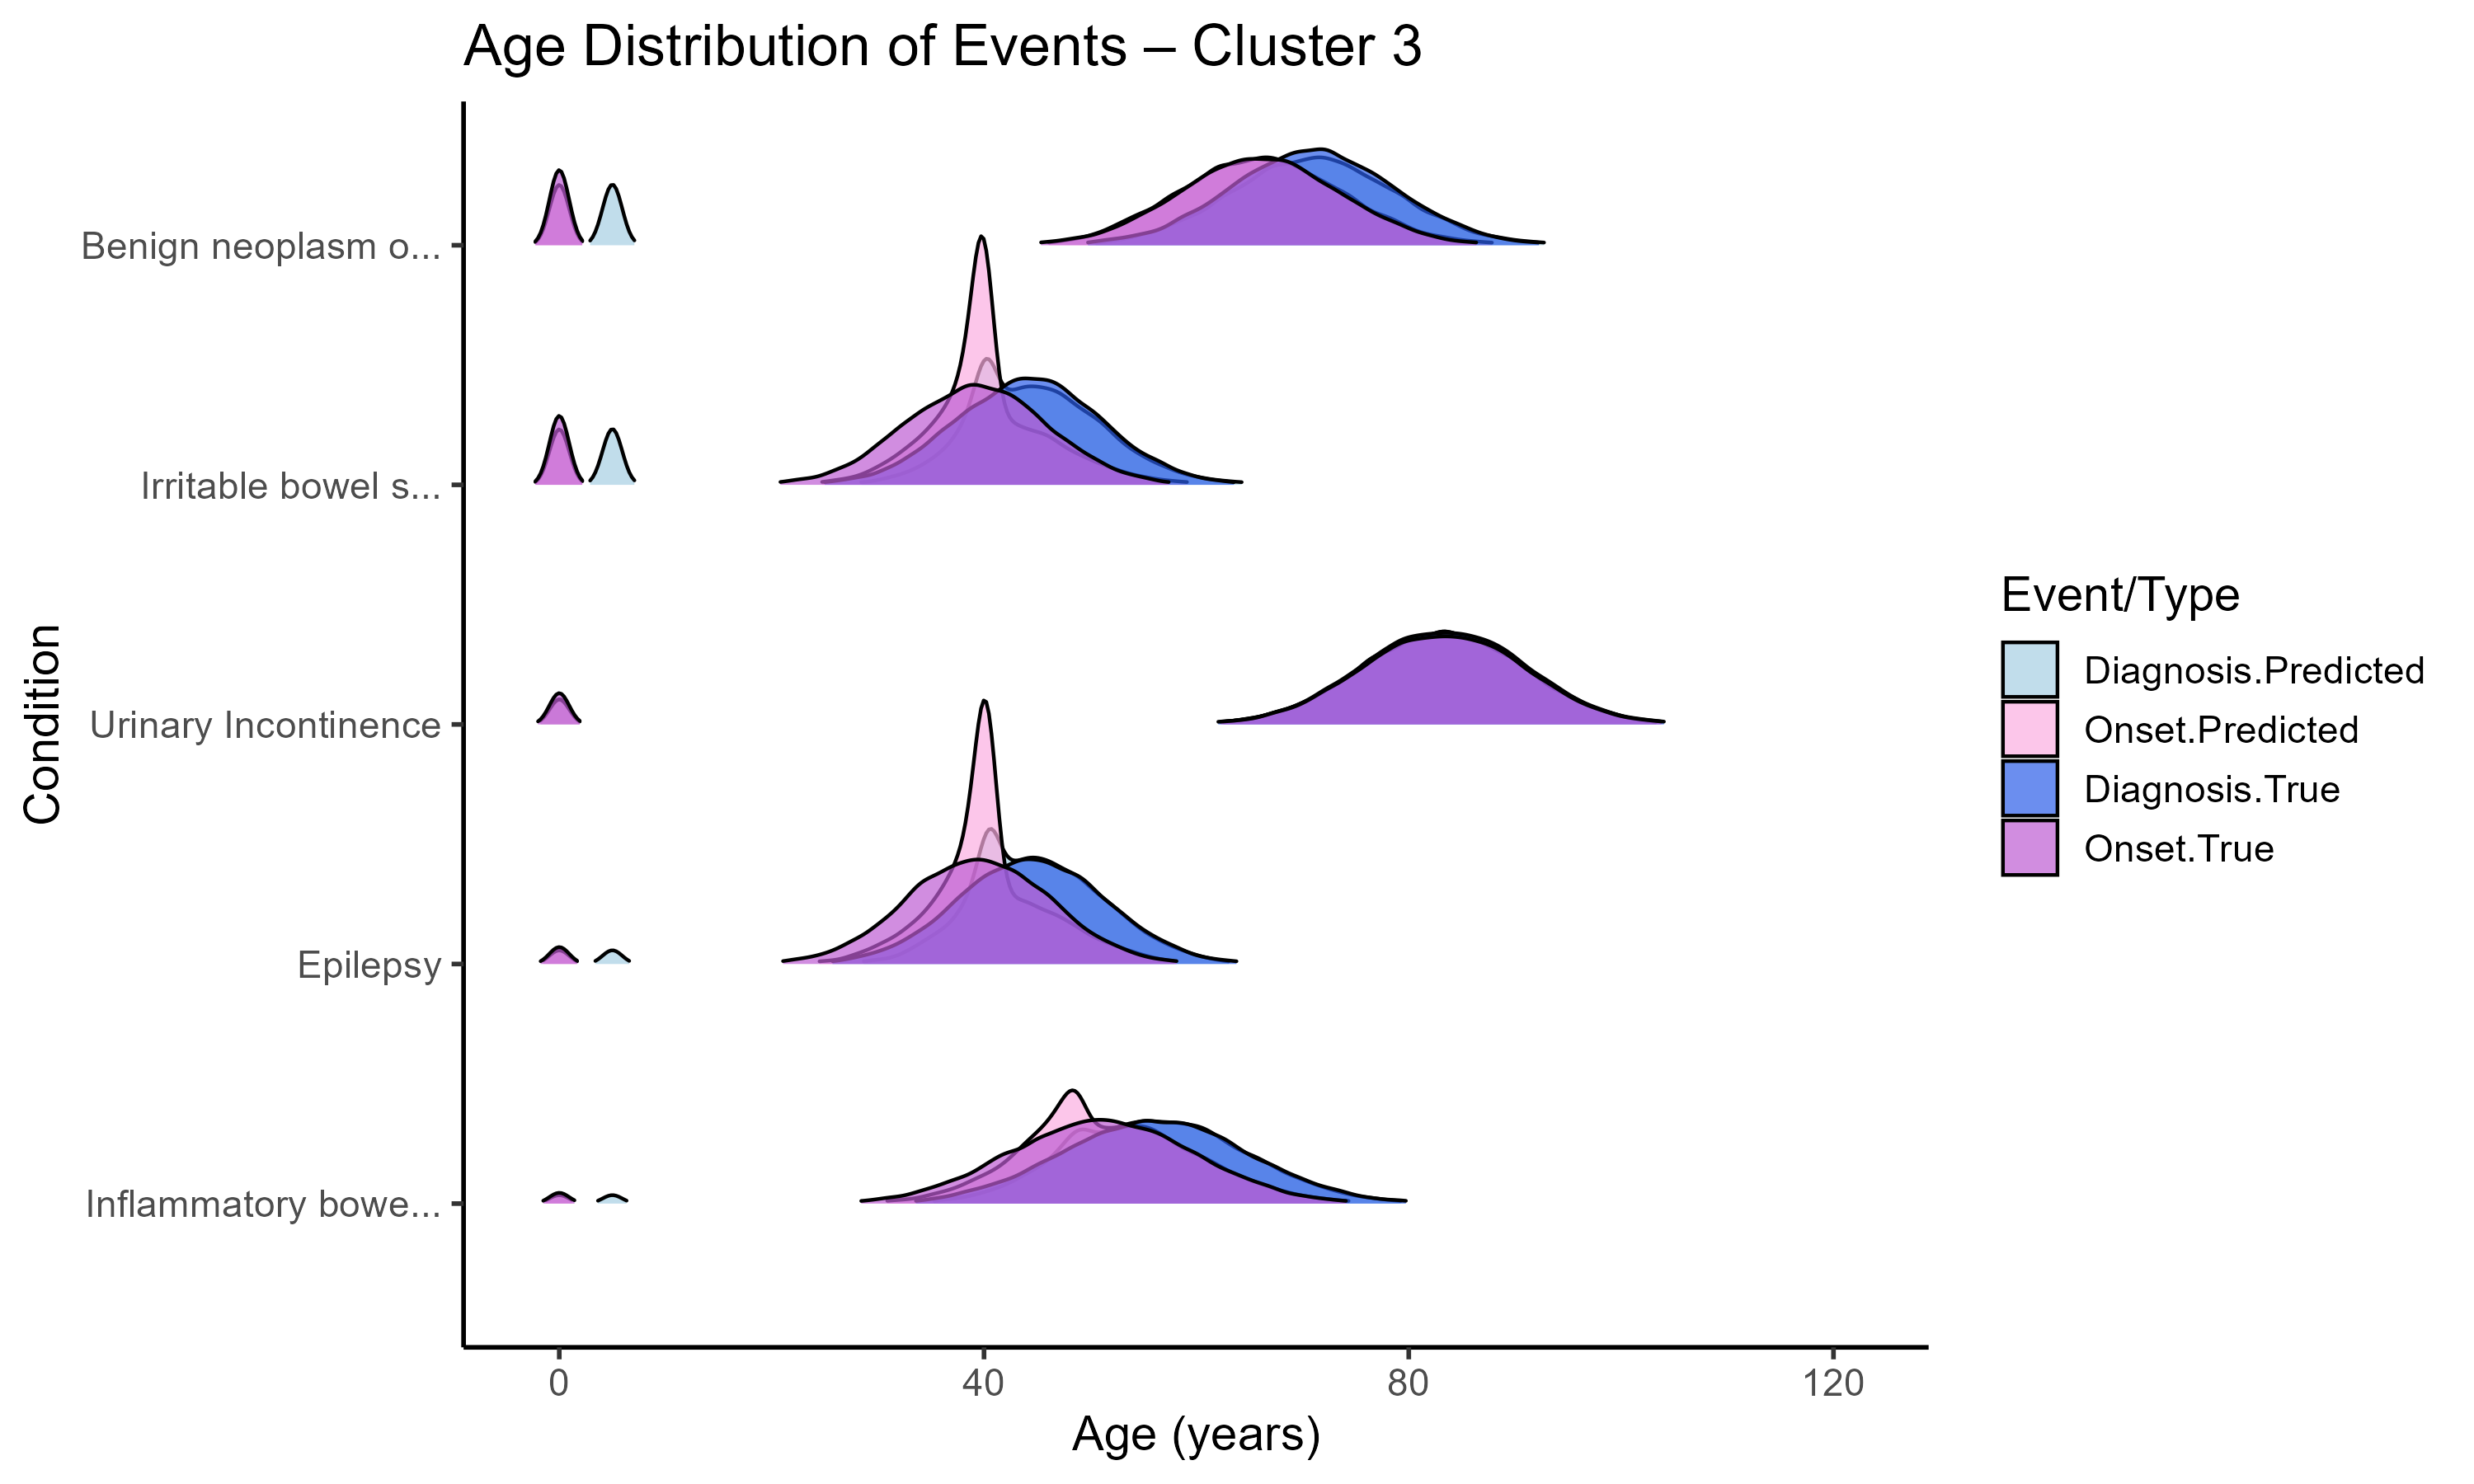 Age Distribution of Events – Cluster 3
Condition
Benign neoplasm o...
Irritable bowel s...
Urinary Incontinence
Epilepsy
Inflammatory bowe...
0
40
80
120
Age (years)
Event/Type
Diagnosis.Predicted
Onset.Predicted
Diagnosis.True
Onset.True